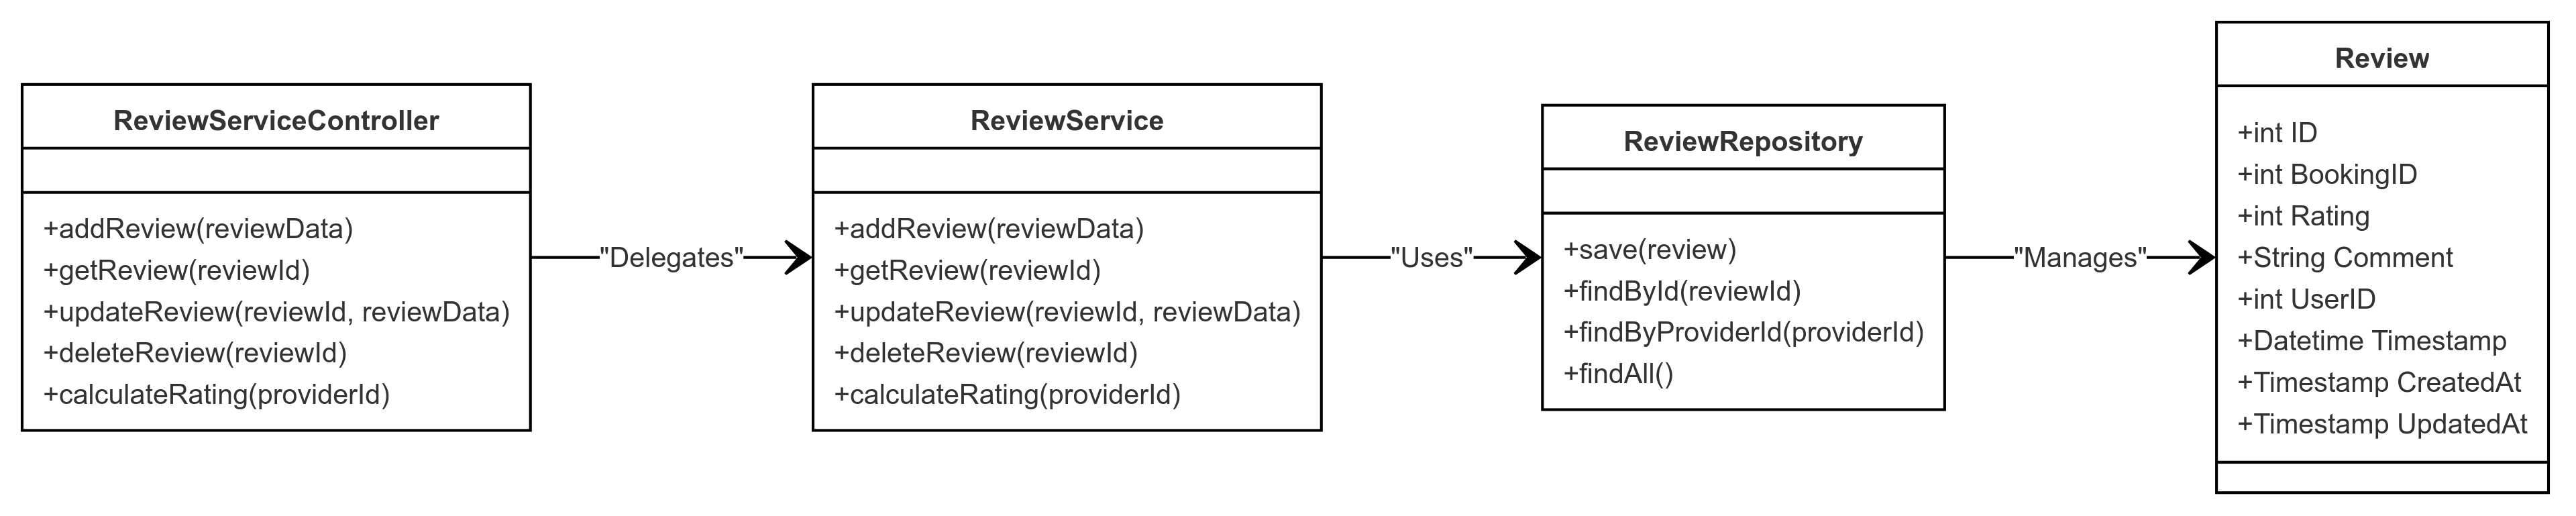 ReviewServiceController
+addReview(reviewData)
+getReview(reviewId)
+updateReview(reviewId, reviewData)
+deleteReview(reviewId)
+calculateRating(providerId)
"Delegates"
ReviewService
+addReview(reviewData)
+getReview(reviewId)
+updateReview(reviewId, reviewData)
+deleteReview(reviewId)
+calculateRating(providerId)
"Uses"
ReviewRepository
+save(review)
+findById(reviewId)
+findByProviderId(providerId)
+findAll()
"Manages"
Review
+int ID
+int BookingID
+int Rating
+String Comment
+int UserID
+Datetime Timestamp
+Timestamp CreatedAt
+Timestamp UpdatedAt